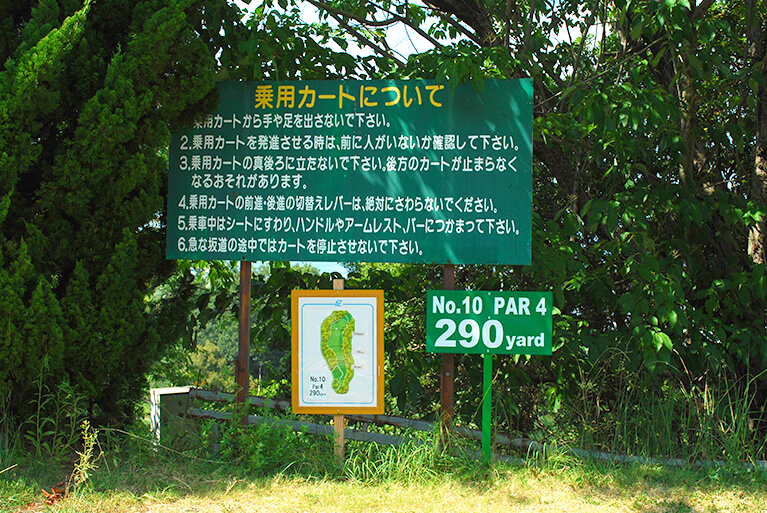 乗用カートについて
乗用カートから手や足を出さないで下さい。
2.乗用カートを発進させる時は、前に人がいないか確認して下さい。
3.乗用カートの真後ろに立たないで下さい。後方のカートが止まらなく
なるおそれがあります。
4.乗用カートの前進・後進の切替えレバーは、絶対にさわらないでください。
5.乗車中はシートにすわり、ハンドルやアームレスト、バーにつかまって下さい。
6.急な坂道の途中ではカートを停止させないで下さい。
No.10 PAR 4
290 yard
No.10
Par4
290y